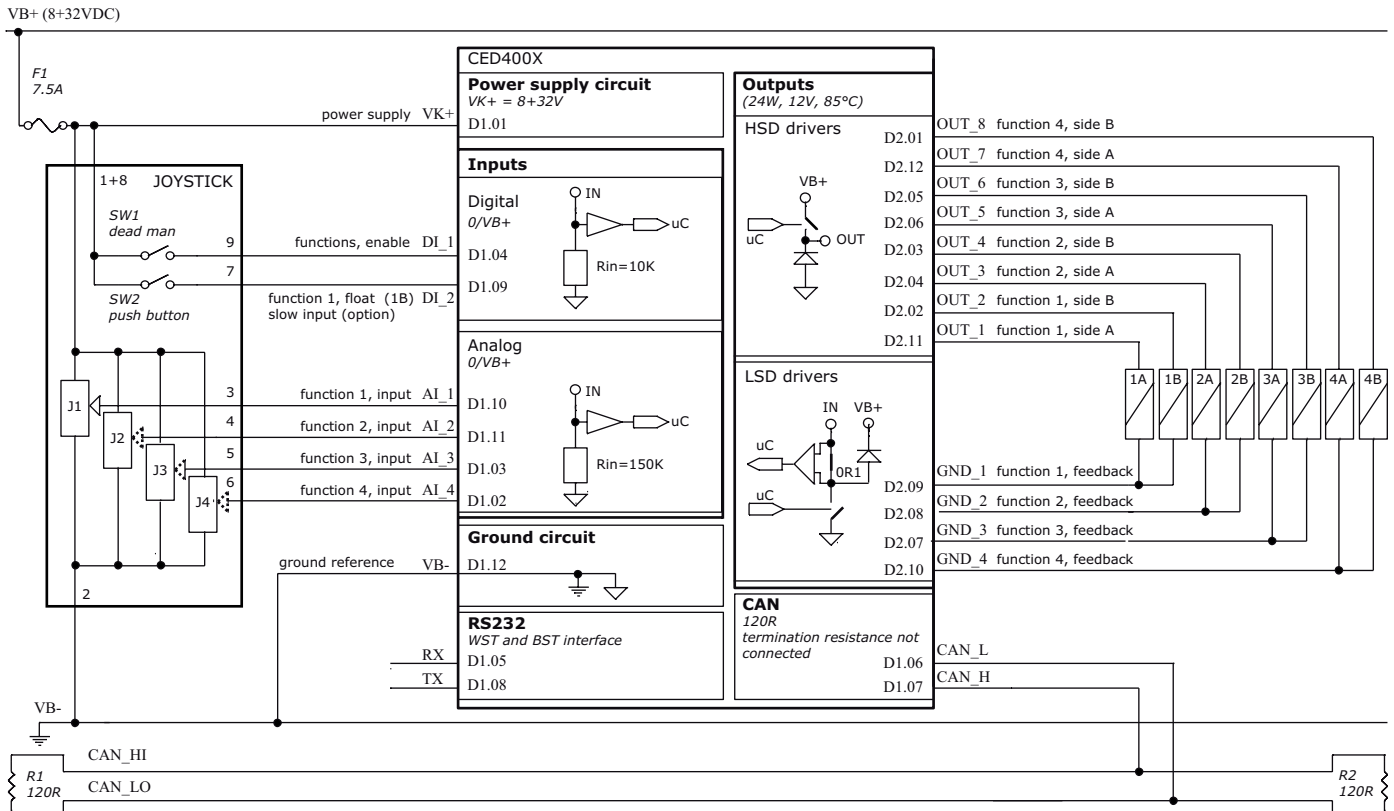 VB+ (8+32VDC)
F1
7.5A
power supply VK+
1+8 JOYSTICK
SW1
dead man
9
functions, enable DI_1
7
SW2
push button
function 1, float (1B) DI_2
slow input (option)
J1
J2
J3
J4
3
function 1, input AI_1
4
function 2, input AI_2
5
function 3, input AI_3
6
function 4, input AI_4
2
ground reference VB-
RX
TX
CED400X
Power supply circuit
VK+ = 8+32V
D1.01
Inputs
Digital
0/VB+
D1.04
D1.09
IN
uC
Rin=10K
Analog
0/VB+
D1.10
D1.11
D1.03
D1.02
IN
uC
Rin=150K
Ground circuit
D1.12
RS232
WST and BST interface
D1.05
D1.08
Outputs
(24W, 12V, 85°C)
HSD drivers
VB+
uC
OUT
D2.01
D2.12
D2.05
D2.06
D2.03
D2.04
D2.02
D2.11
LSD drivers
IN VB+
uC
0R1
uC
D2.09
D2.08
D2.07
D2.10
CAN
120R
termination resistance not
connected
D1.06
D1.07
OUT_8 function 4, side B
OUT_7 function 4, side A
OUT_6 function 3, side B
OUT_5 function 3, side A
OUT_4 function 2, side B
OUT_3 function 2, side A
OUT_2 function 1, side B
OUT_1 function 1, side A
1A 1B 2A 2B 3A 3B 4A 4B
GND_1 function 1, feedback
GND_2 function 2, feedback
GND_3 function 3, feedback
GND_4 function 4, feedback
CAN_L
CAN_H
VB-
CAN_HI
R1
120R
CAN_LO
R2
120R